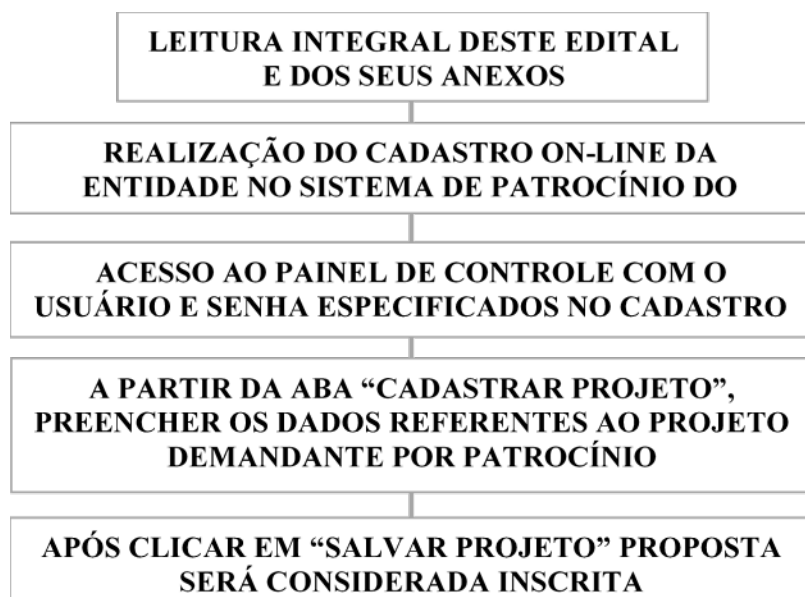 LEITURA INTEGRAL DESTE EDITAL
E DOS SEUS ANEXOS
REALIZAÇÃO DO CADASTRO ON-LINE DA
ENTIDADE NO SISTEMA DE PATROCÍNIO DO
ACESSO AO PAINEL DE CONTROLE COM O
USUÁRIO E SENHA ESPECIFICADOS NO CADASTRO
A PARTIR DA ABA “CADASTRAR PROJETO”,
PREENCHER OS DADOS REFERENTES AO PROJETO
DEMANDANTE POR PATROCÍNIO
APÓS CLICAR EM “SALVAR PROJETO” PROPOSTA
SERÁ CONSIDERADA INSCRITA